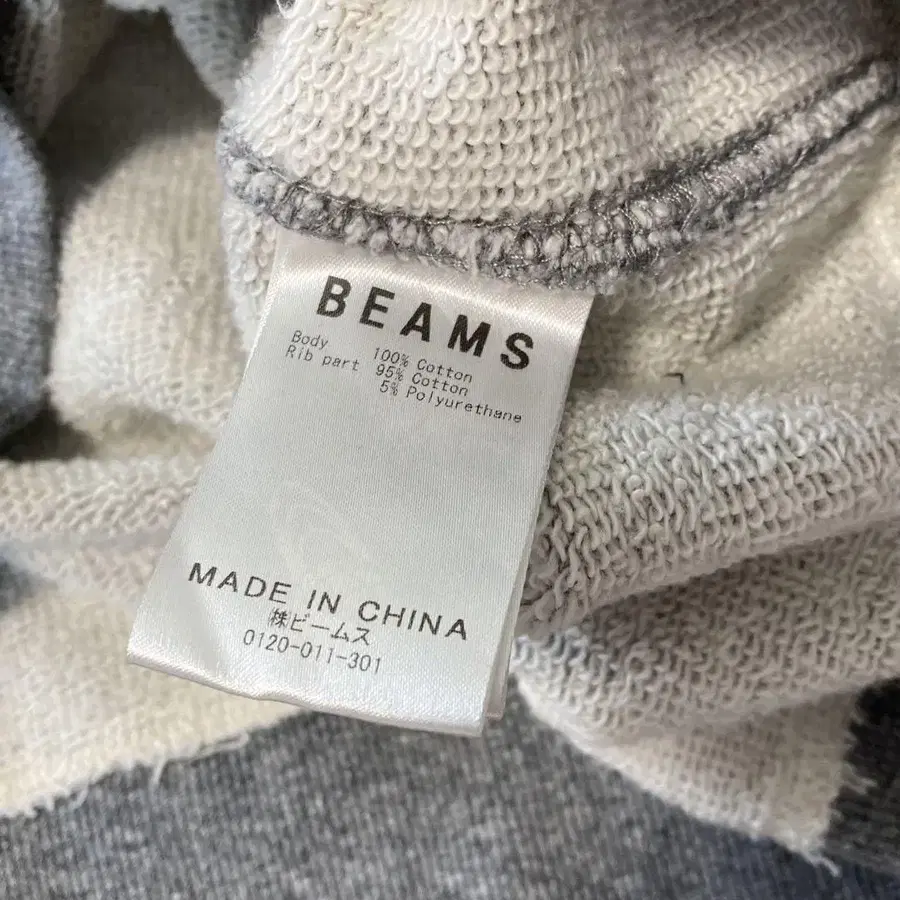 BEAMS
Body 100% Cotton
Rib part 95% Cotton
5% Polyurethane
MADE IN CHINA
㈱ビームス
0120-011-301